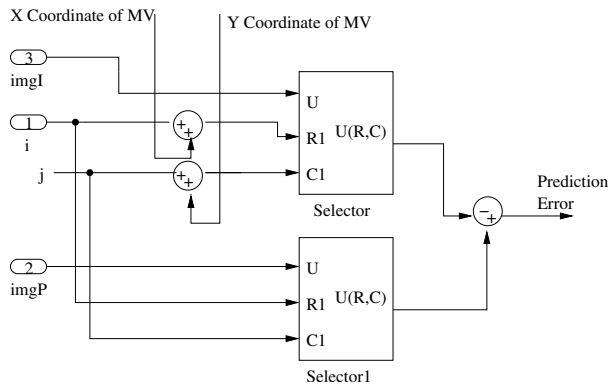 X Coordinate of MV
Y Coordinate of MV
3
imgI
U
1
i
+
+
R1
U(R,C)
j
+
+
C1
Selector
Prediction
Error
−
+
2
imgP
U
R1
U(R,C)
C1
Selector1